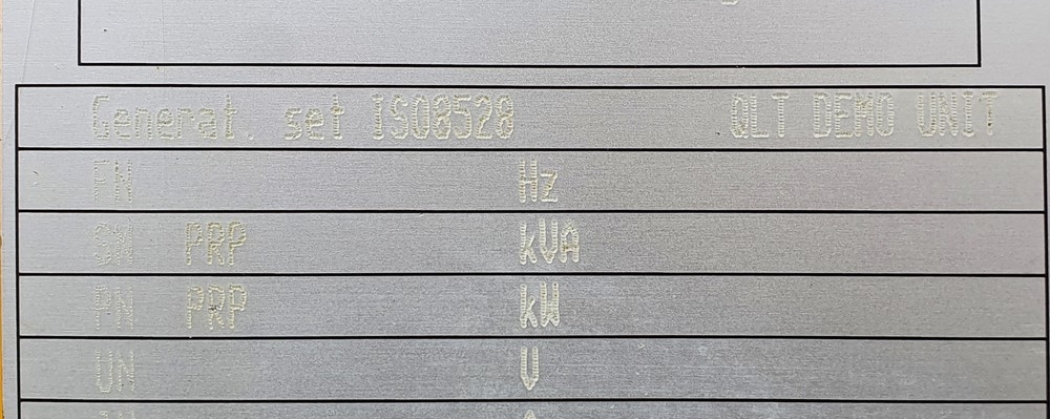 Generat. set ISO8528 QLT DEMO UNIT
FN Hz
SN PRP kVA
PN PRP kW
UN V